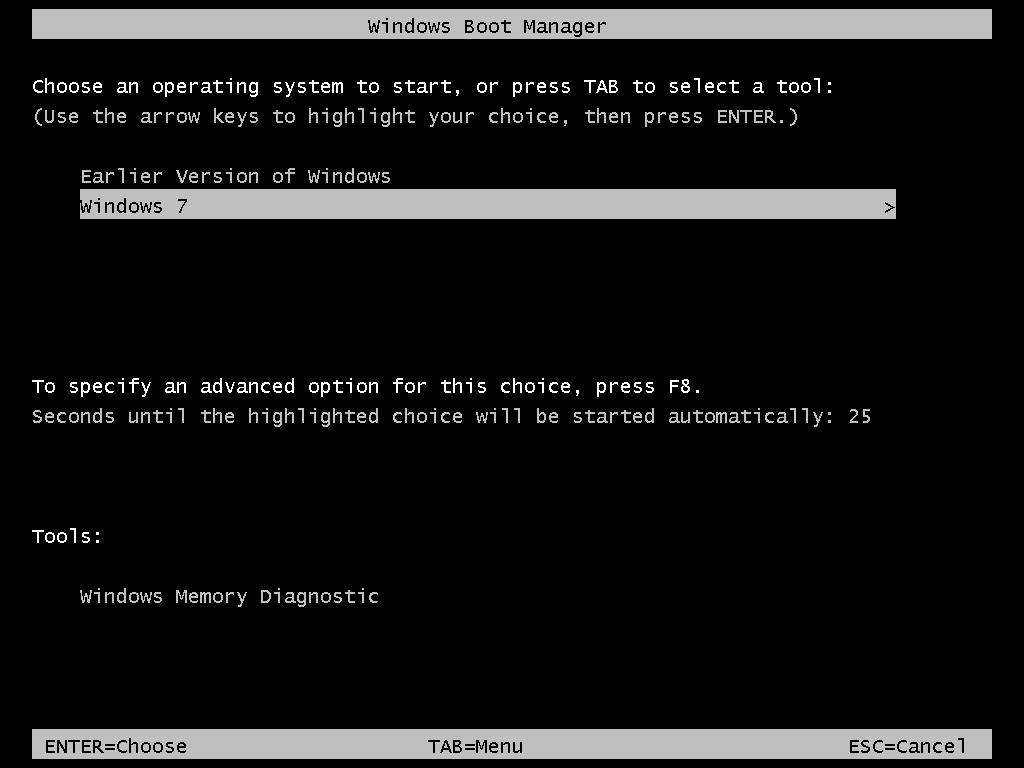 Windows Boot Manager
Choose an operating system to start, or press TAB to select a tool:
(Use the arrow keys to highlight your choice, then press ENTER.)
Earlier Version of Windows
Windows 7 >
To specify an advanced option for this choice, press F8.
Seconds until the highlighted choice will be started automatically: 25
Tools:
Windows Memory Diagnostic
ENTER=Choose TAB=Menu ESC=Cancel